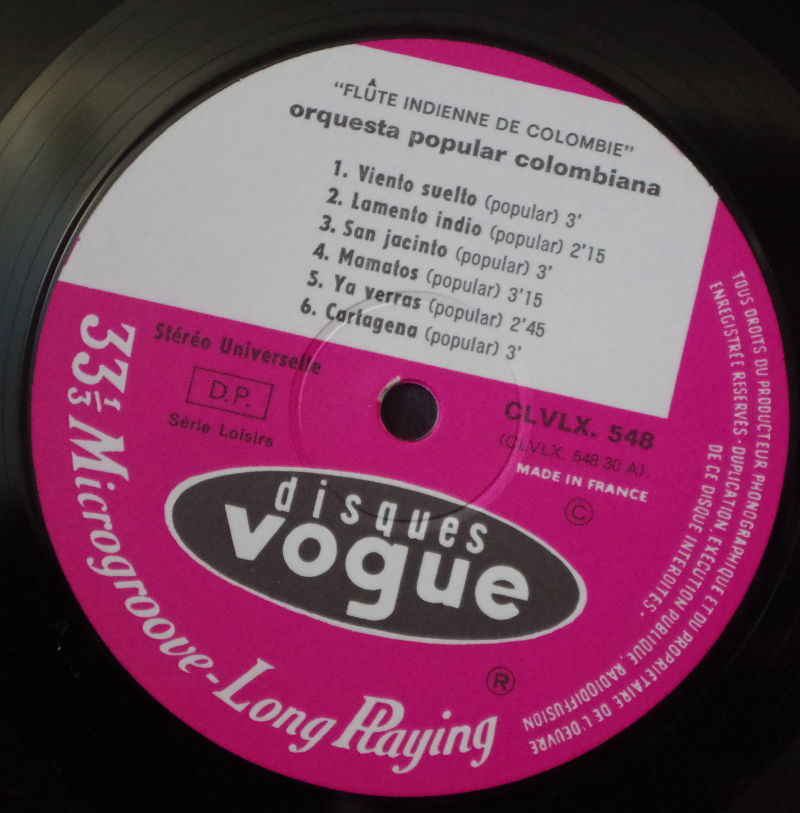 "FLÛTE INDIENNE DE COLOMBIE"
orquesta popular colombiana
1. Viento suelto (popular) 3'
2. Lamento indio (popular) 2'15
3. San jacinto (popular) 3'
4. Mamatos (popular) 3'15
5. Ya verras (popular) 2'45
6. Cartagena (popular) 3'
Stéréo Universelle
D.P.
Série Loisirs
CLVLX. 548
(CLVLX. 548 30 A)
MADE IN FRANCE
©
disques
vogue
®
33 1/3 Microgroove-Long Playing
TOUS DROITS DU PRODUCTEUR PHONOGRAPHIQUE ET DU PROPRIETAIRE DE L'OEUVRE
ENREGISTREE RESERVES · DUPLICATION, EXECUTION PUBLIQUE, RADIODIFFUSION
DE CE DISQUE INTERDITES.